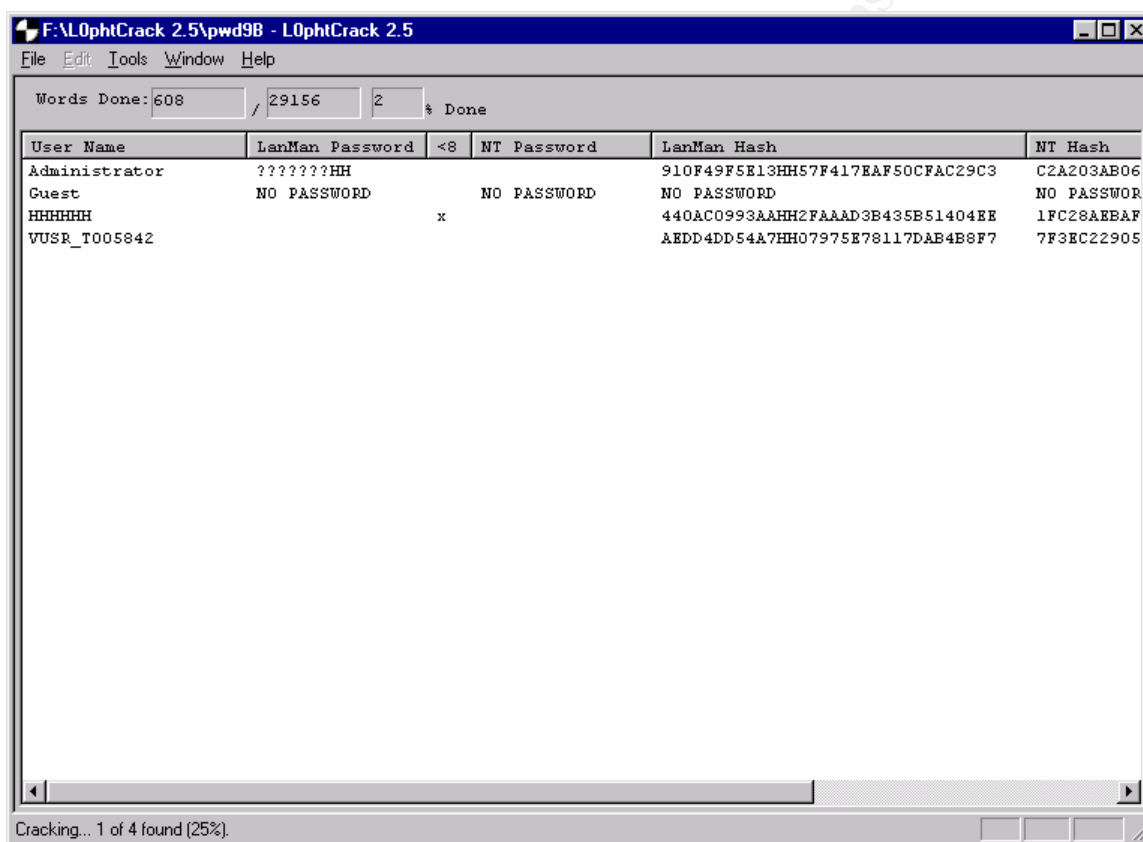 F:\L0phtCrack 2.5\pwd9B - L0phtCrack 2.5
File Edit Tools Window Help
Words Done: 608 / 29156 2 % Done
User Name LanMan Password <8 NT Password LanMan Hash NT Hash
Administrator ???????HH 910F49F5E13HH57F417EAF50CFAC29C3 C2A203AB06
Guest NO PASSWORD NO PASSWORD NO PASSWORD NO PASSWOR
HHHHHH x 440AC0993AAHH2FAAAD3B435B51404EE 1FC28AEBAF
VUSR_T005842 AEDD4DD54A7HH07975E78117DAB4B8F7 7F3EC22905
Cracking... 1 of 4 found (25%).